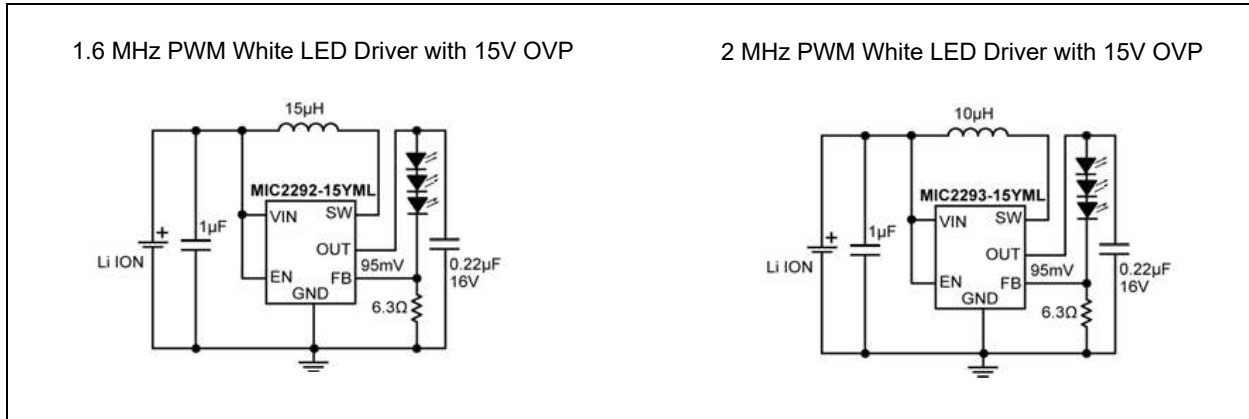 1.6 MHz PWM White LED Driver with 15V OVP
15µH
MIC2292-15YML
VIN
SW
1µF
OUT
Li ION
+
95mV
0.22µF
16V
EN
FB
GND
6.3Ω
2 MHz PWM White LED Driver with 15V OVP
10µH
MIC2293-15YML
VIN
SW
1µF
OUT
Li ION
+
95mV
0.22µF
16V
EN
FB
GND
6.3Ω